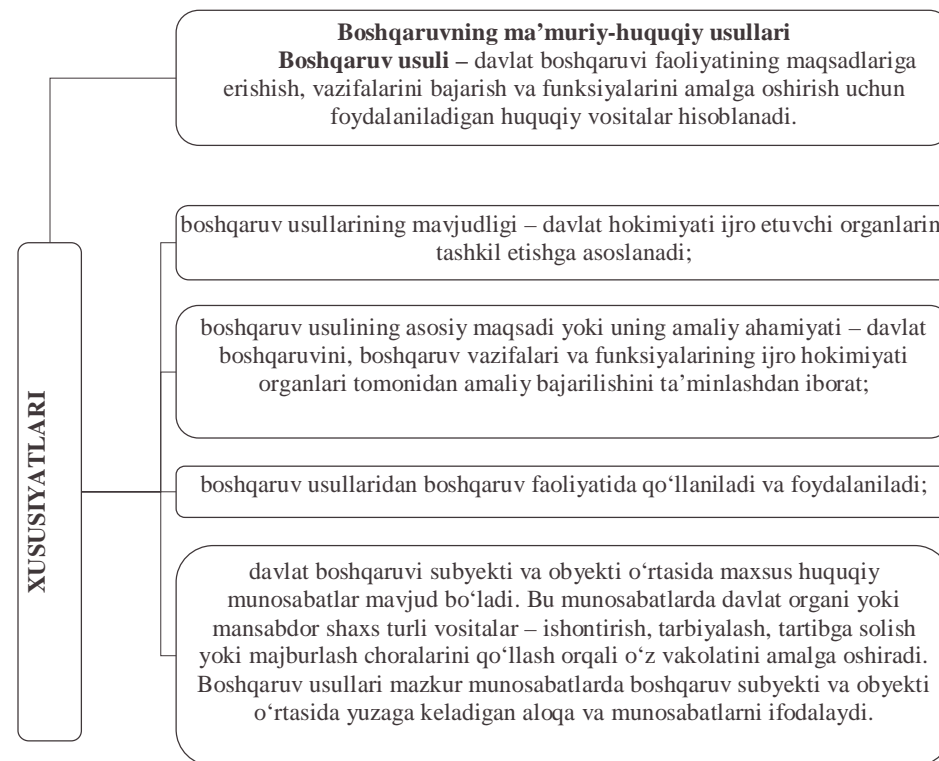 Boshqaruvning ma’muriy-huquqiy usullari
Boshqaruv usuli – davlat boshqaruvi faoliyatining maqsadlariga
erishish, vazifalarini bajarish va funksiyalarini amalga oshirish uchun
foydalaniladigan huquqiy vositalar hisoblanadi.
XUSUSIYATLARI
boshqaruv usullarining mavjudligi – davlat hokimiyati ijro etuvchi organlarin
tashkil etishga asoslanadi;
boshqaruv usulining asosiy maqsadi yoki uning amaliy ahamiyati – davlat
boshqaruvini, boshqaruv vazifalari va funksiyalarining ijro hokimiyati
organlari tomonidan amaliy bajarilishini ta’minlashdan iborat;
boshqaruv usullaridan boshqaruv faoliyatida qo‘llaniladi va foydalaniladi;
davlat boshqaruvi subyekti va obyekti o‘rtasida maxsus huquqiy
munosabatlar mavjud bo‘ladi. Bu munosabatlarda davlat organi yoki
mansabdor shaxs turli vositalar – ishontirish, tarbiyalash, tartibga solish
yoki majburlash choralarini qo‘llash orqali o‘z vakolatini amalga oshiradi.
Boshqaruv usullari mazkur munosabatlarda boshqaruv subyekti va obyekti
o‘rtasida yuzaga keladigan aloqa va munosabatlarni ifodalaydi.